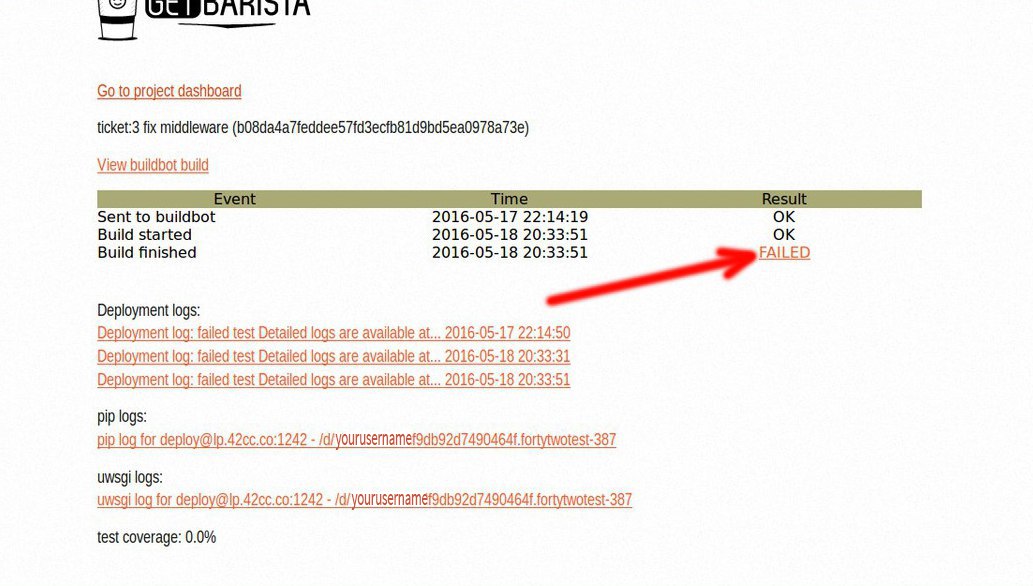 GET BARISTA
Go to project dashboard
ticket:3 fix middleware (b08da4a7feddee57fd3ecfb81d9bd5ea0978a73e)
View buildbot build
Event Time Result
Sent to buildbot 2016-05-17 22:14:19 OK
Build started 2016-05-18 20:33:51 OK
Build finished 2016-05-18 20:33:51 FAILED
Deployment logs:
Deployment log: failed test Detailed logs are available at... 2016-05-17 22:14:50
Deployment log: failed test Detailed logs are available at... 2016-05-18 20:33:31
Deployment log: failed test Detailed logs are available at... 2016-05-18 20:33:51
pip logs:
pip log for deploy@lp.42cc.co:1242 - /d/yourusernamef9db92d7490464f.fortytwotest-387
uwsgi logs:
uwsgi log for deploy@lp.42cc.co:1242 - /d/yourusernamef9db92d7490464f.fortytwotest-387
test coverage: 0.0%